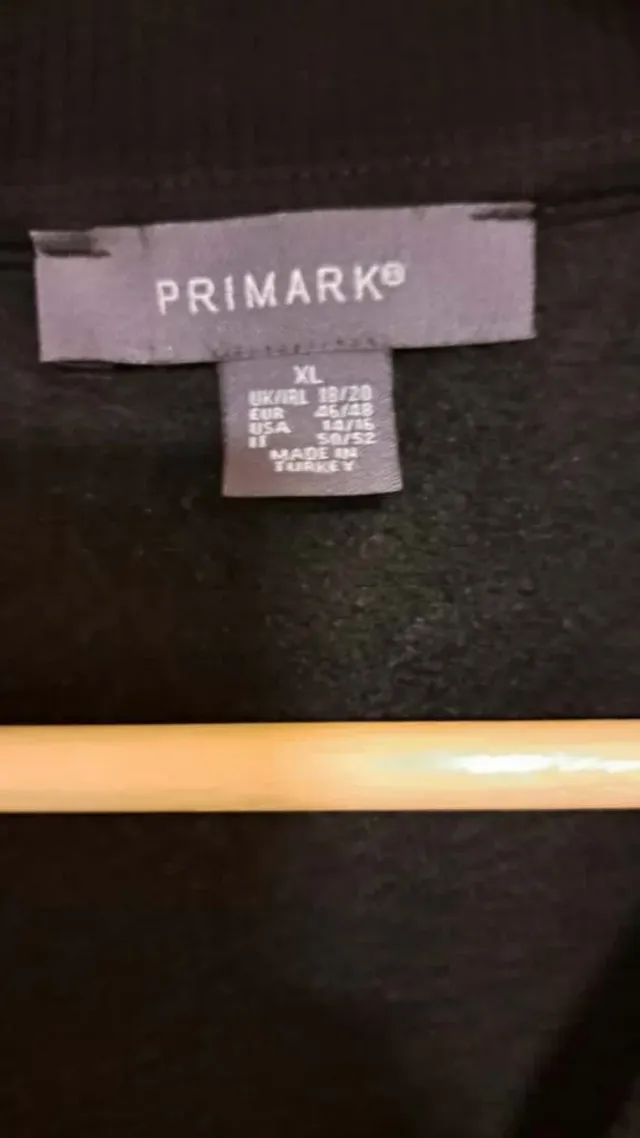 PRIMARK®
XL
UK/IRL 18/20
EUR 46/48
USA 14/16
IT 50/52
MADE IN
TURKEY